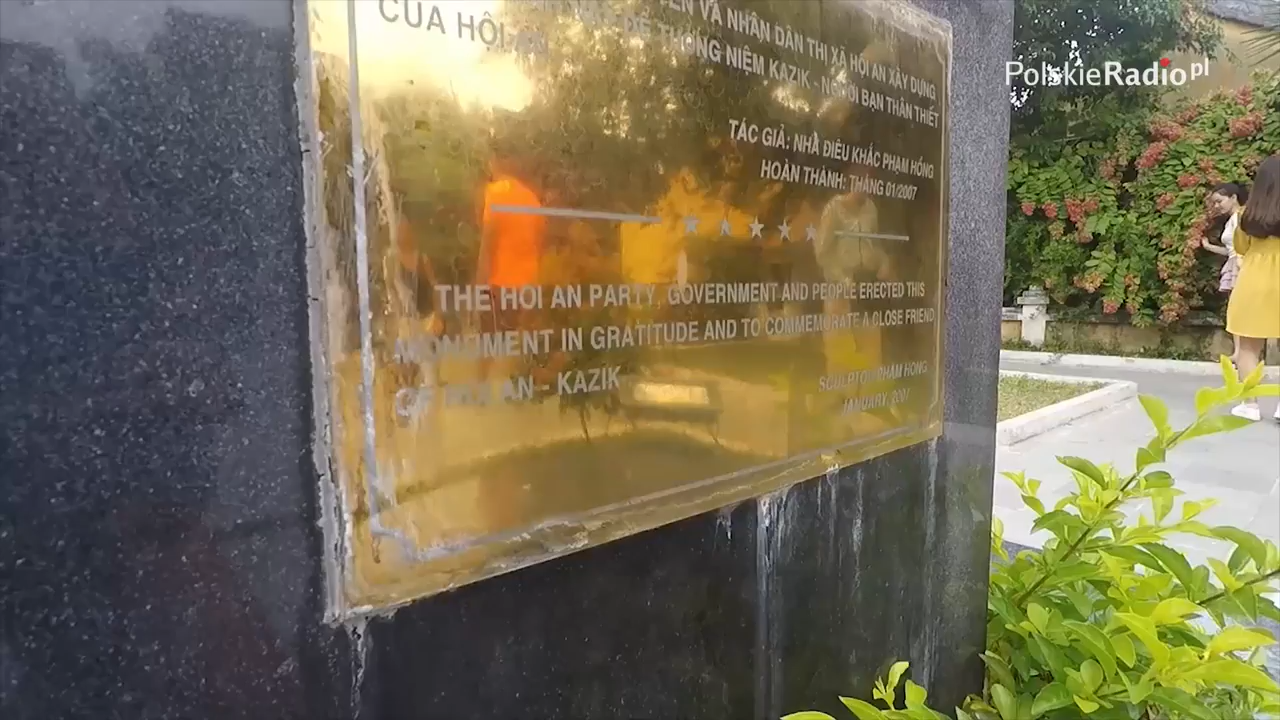 VÀ NHÂN DÂN THỊ XÃ HỘI AN XÂY DỰNG
NIỆM KAZIK - NGƯỜI BẠN THÂN THIẾT
CỦA HỘI AN
TÁC GIẢ: NHÀ ĐIÊU KHẮC PHẠM HỒNG
HOÀN THÀNH: THÁNG 01/2007
THE HOI AN PARTY, GOVERNMENT AND PEOPLE ERECTED THIS
MONUMENT IN GRATITUDE AND TO COMMEMORATE A CLOSE FRIEND
OF HOI AN - KAZIK
SCULPTOR PHAM HONG
JANUARY, 2007
PolskieRadio.pl